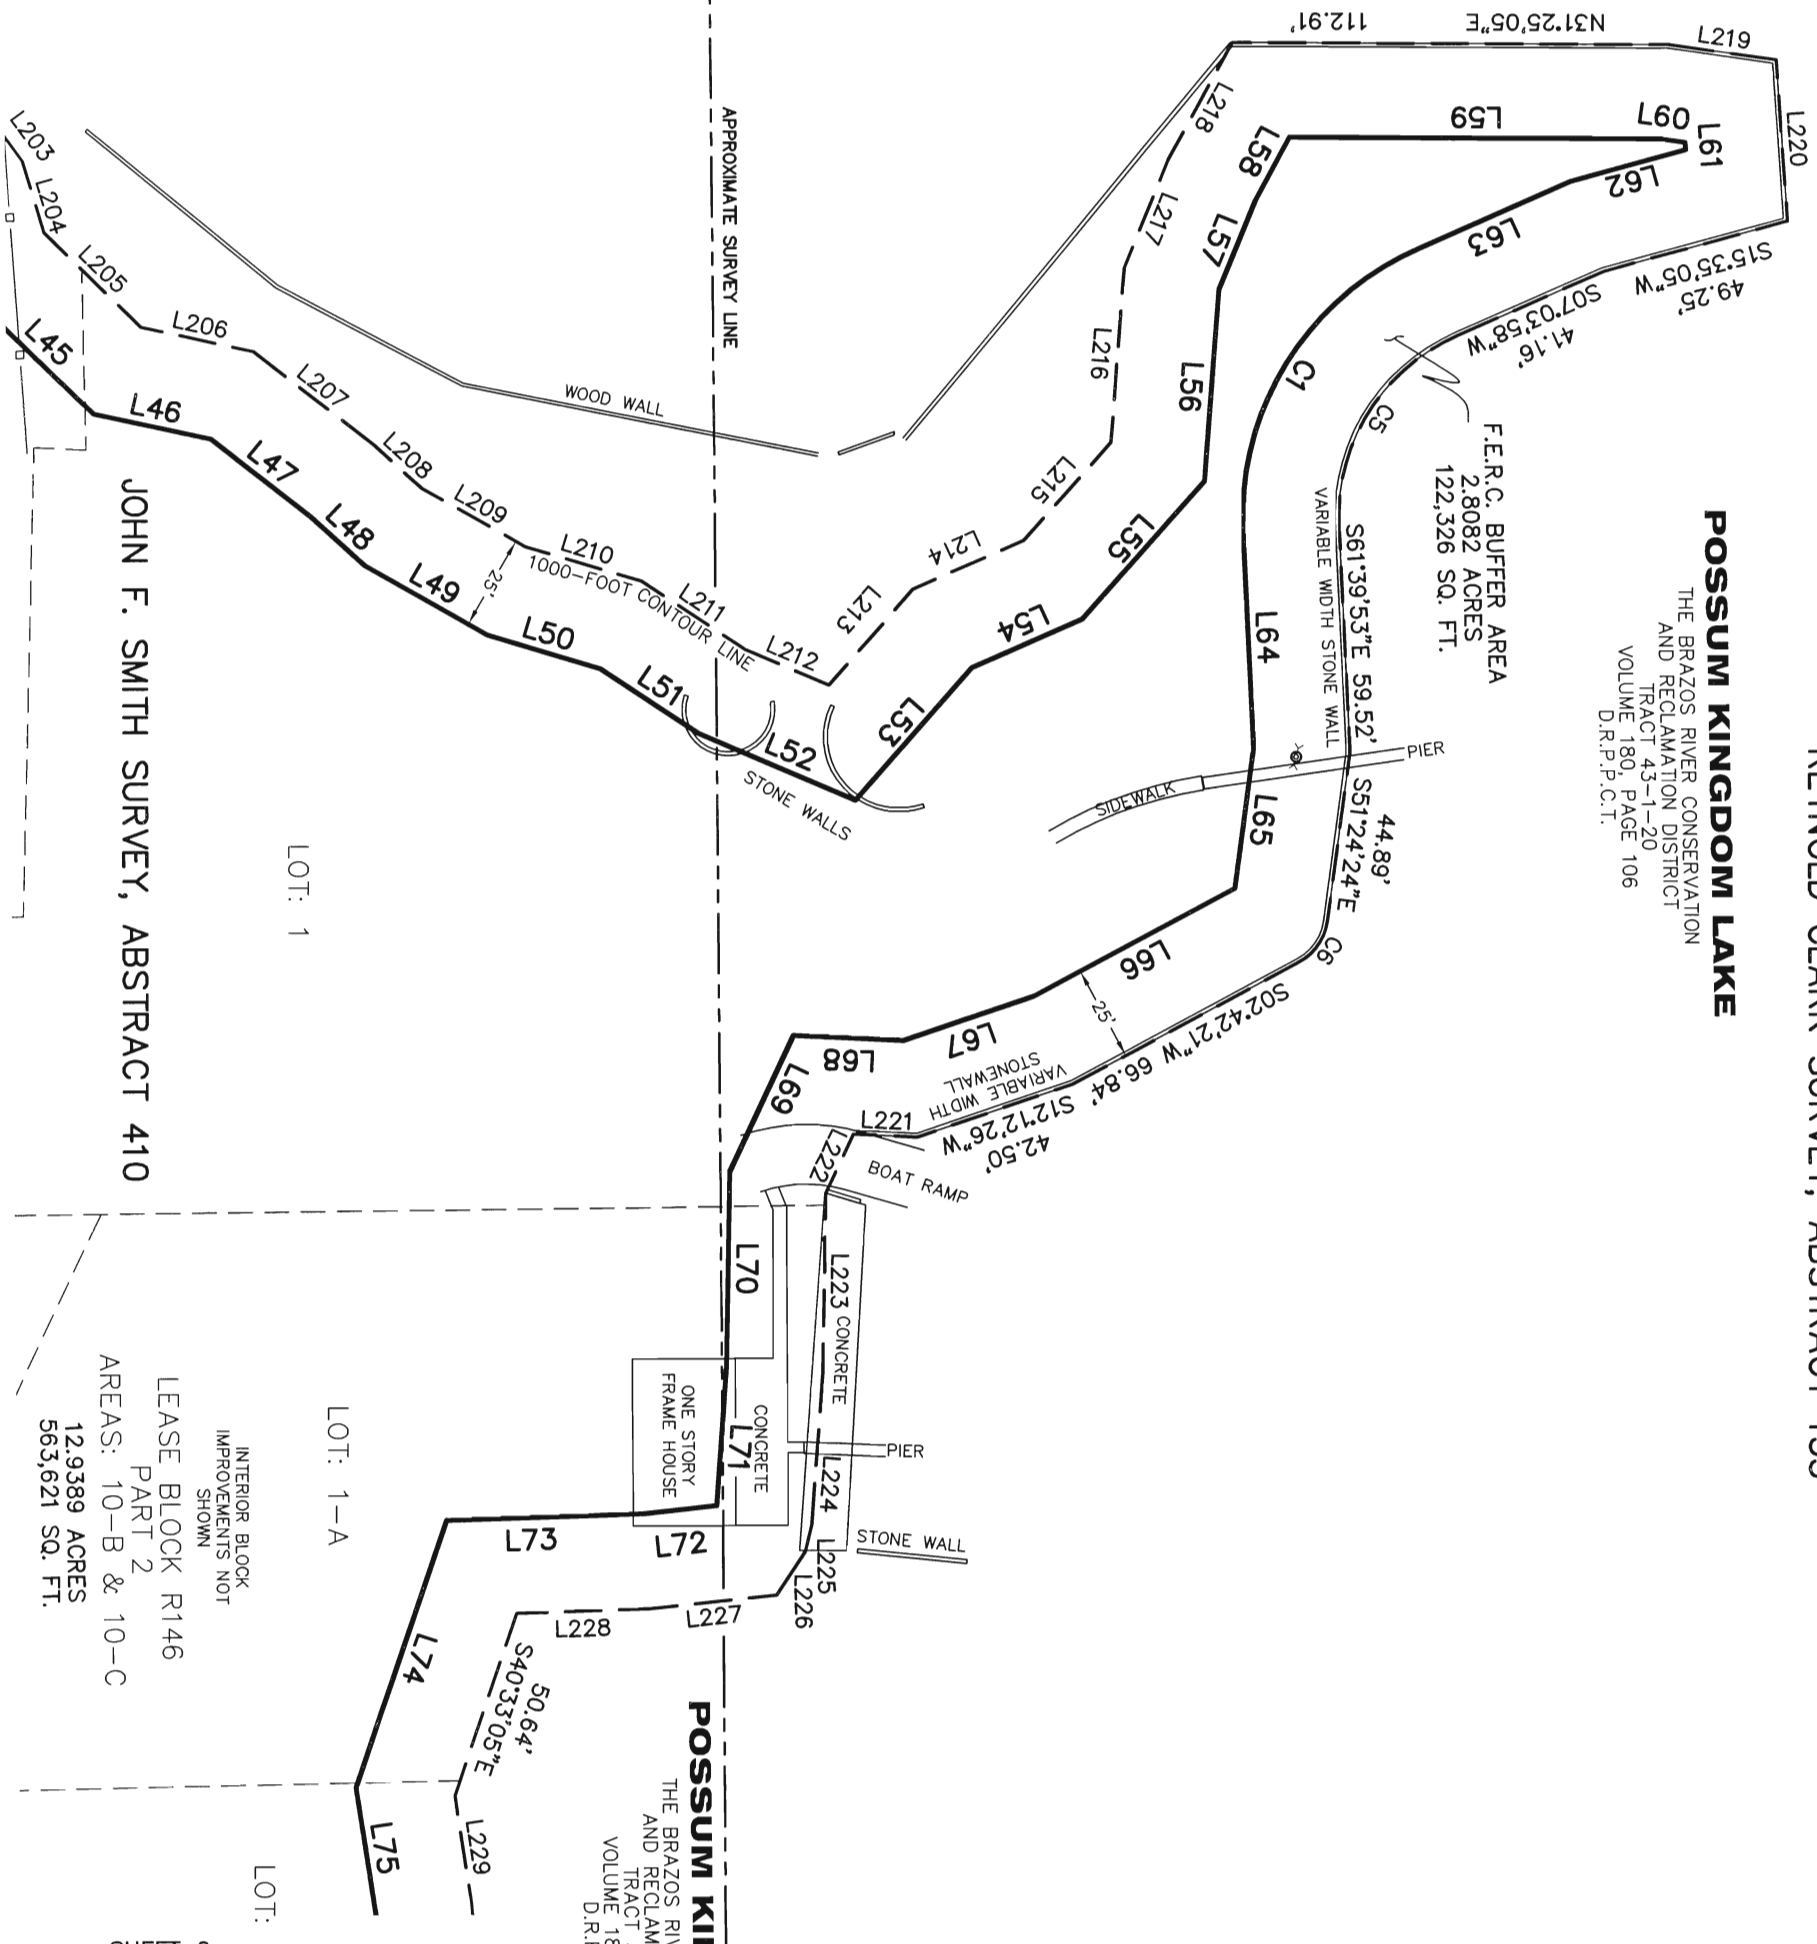 N31°25'05"E
112.91'
L219
L220
L61
L60
L59
L62
L63
L58
L57
L56
L55
L54
L53
L52
L51
L50
L49
L48
L47
L46
L45
L203
L204
L205
L206
L207
L208
L209
L210
L211
L212
L213
L214
L215
L216
L217
L218
1000-FOOT CONTOUR LINE
25'
WOOD WALL
APPROXIMATE SURVEY LINE
STONE WALLS
S15°35'05"W
49.25'
S07°03'58"W
41.16'
C1
C5
F.E.R.C. BUFFER AREA
2.8082 ACRES
122,326 SQ. FT.
POSSUM KINGDOM LAKE
THE BRAZOS RIVER CONSERVATION
AND RECLAMATION DISTRICT
TRACT 43-1-20
VOLUME 180, PAGE 106
D.R.P.P.C.T.
S61°39'53"E 59.52'
VARIABLE WIDTH STONE WALL
L64
PIER
SIDEWALK
L65
44.89'
S51°24'24"E
C6
L66
25'
S02°42'21"W 66.84'
L67
S12°12'26"W
42.50'
VARIABLE WIDTH
STONEWALL
L68
L69
L221
L222
BOAT RAMP
L70
L223
CONCRETE
CONCRETE
L71
ONE STORY
FRAME HOUSE
PIER
L224
L225
L226
STONE WALL
L72
L73
L227
L228
L74
50.64'
S40°33'05"E
L229
L75
JOHN F. SMITH SURVEY, ABSTRACT 410
LOT: 1
LOT: 1-A
INTERIOR BLOCK
IMPROVEMENTS NOT
SHOWN
LEASE BLOCK R146
PART 2
AREAS: 10-B & 10-C
12.9389 ACRES
563,621 SQ. FT.
LOT:
POSSUM KI
THE BRAZOS RIV
AND RECLAM
TRACT
VOLUME 18
D.R.